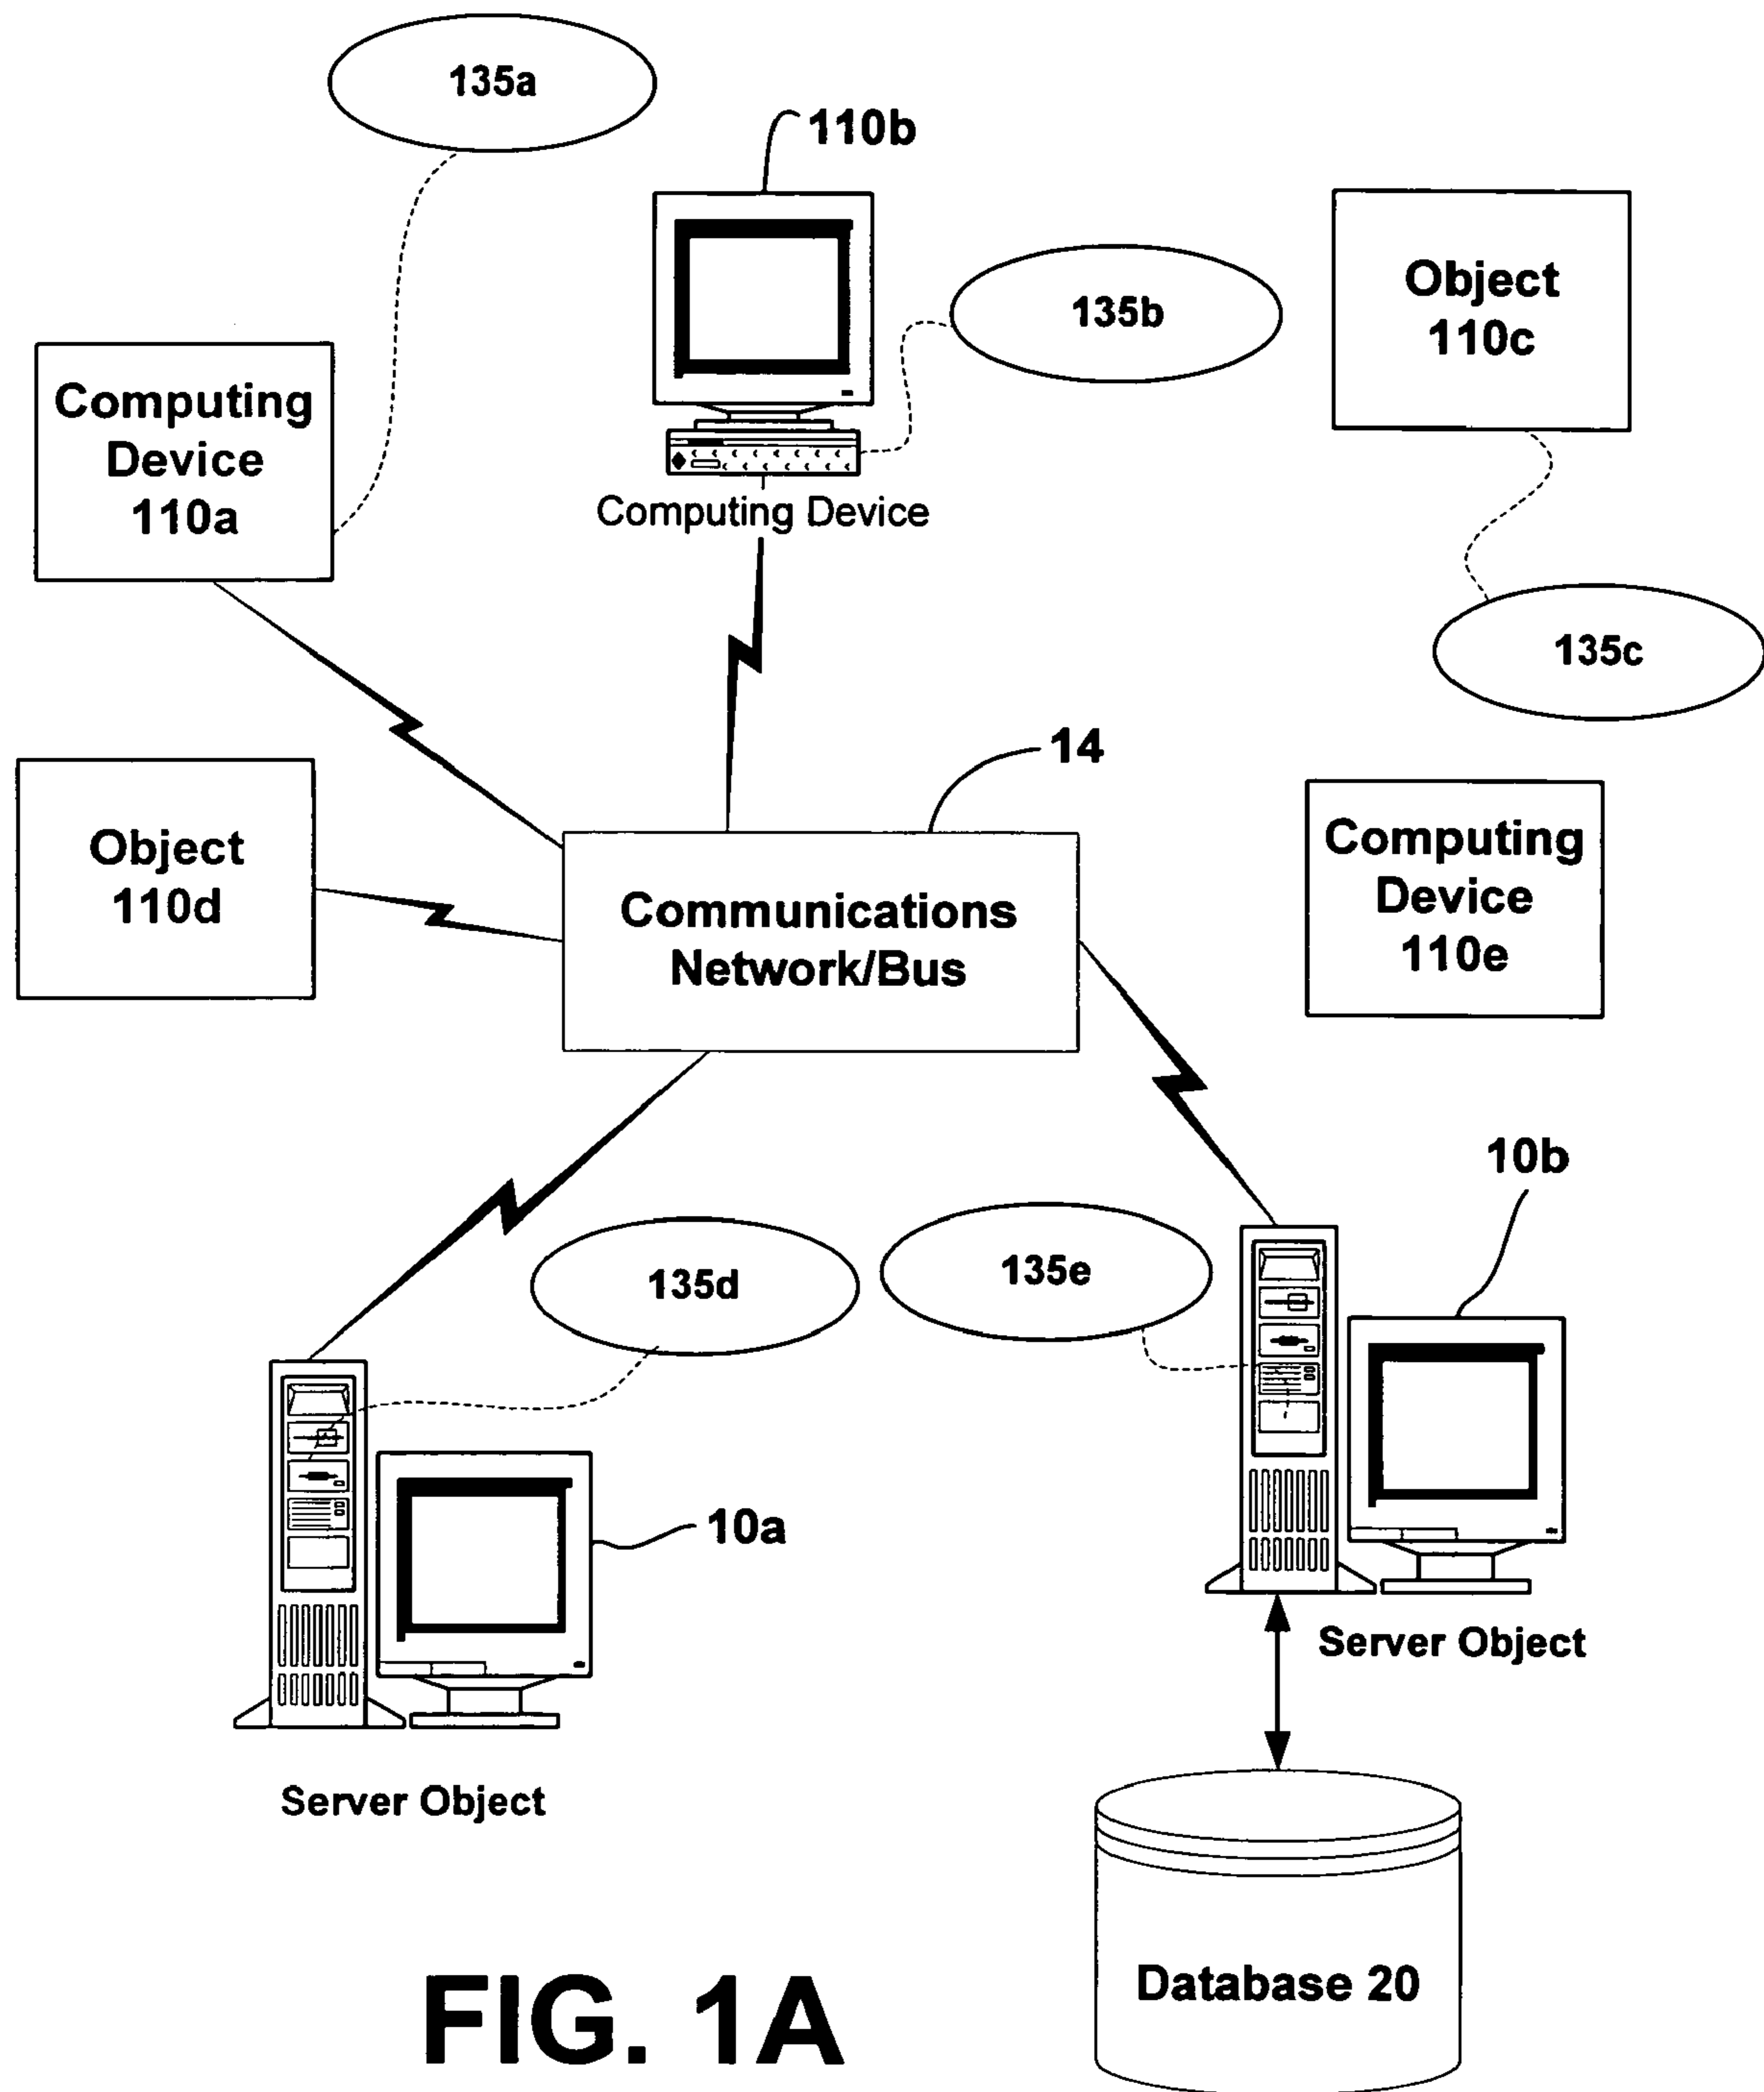 135a
110b
Object
110c
135b
Computing
Device
110a
Computing Device
135c
14
Object
110d
Computing
Device
110e
Communications
Network/Bus
10b
135d
135e
10a
Server Object
Server Object
Database 20
FIG. 1A